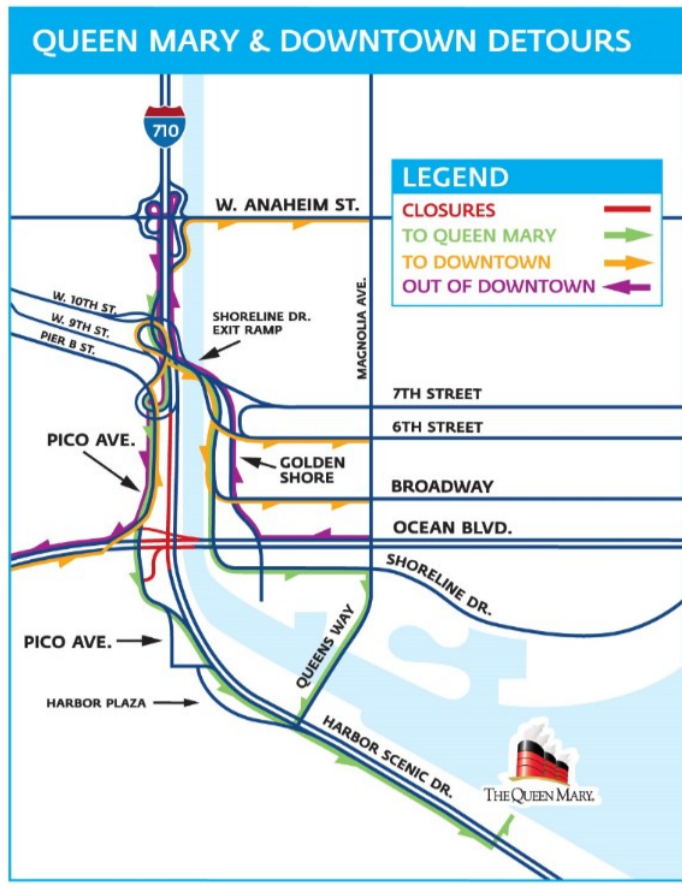 QUEEN MARY & DOWNTOWN DETOURS
710
W. ANAHEIM ST.
LEGEND
CLOSURES
TO QUEEN MARY
TO DOWNTOWN
OUT OF DOWNTOWN
MAGNOLIA AVE.
W. 10TH ST.
W. 9TH ST.
PIER B ST.
SHORELINE DR.
EXIT RAMP
7TH STREET
6TH STREET
PICO AVE.
GOLDEN
SHORE
BROADWAY
OCEAN BLVD.
SHORELINE DR.
QUEENS WAY
PICO AVE.
HARBOR PLAZA
HARBOR SCENIC DR.
THE QUEEN MARY.